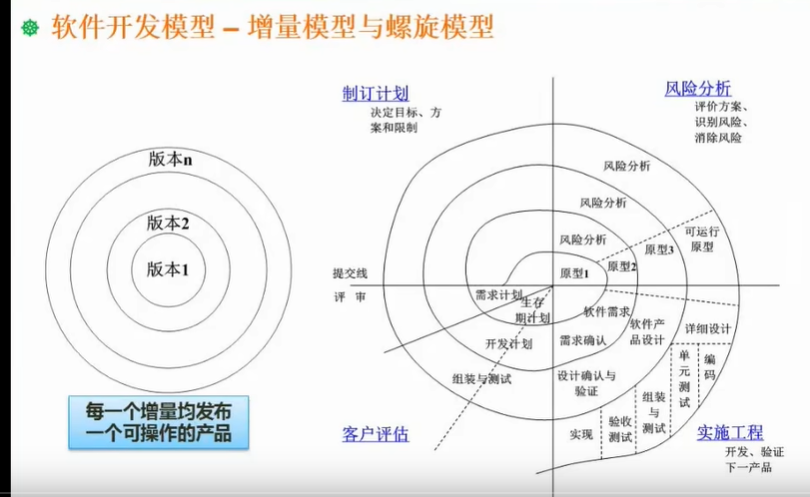 软件开发模型 – 增量模型与螺旋模型
版本n
版本2
版本1
每一个增量均发布
一个可操作的产品
制订计划
决定目标、方
案和限制
风险分析
评价方案、
识别风险、
消除风险
风险分析
风险分析
风险分析
可运行
原型
原型3
原型2
原型1
提交线
评 审
需求计划
生存
期计划
开发计划
组装与测试
软件需求
需求确认
软件产
品设计
设计确认与
验证
详细设计
单
元
测
试
编
码
组装
与
测试
验收
测试
实现
客户评估
实施工程
开发、验证
下一产品